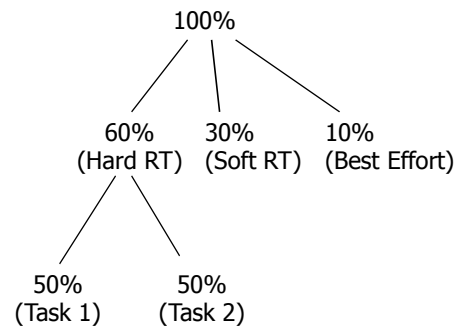 100%
60% 30% 10%
(Hard RT) (Soft RT) (Best Effort)
50% 50%
(Task 1) (Task 2)